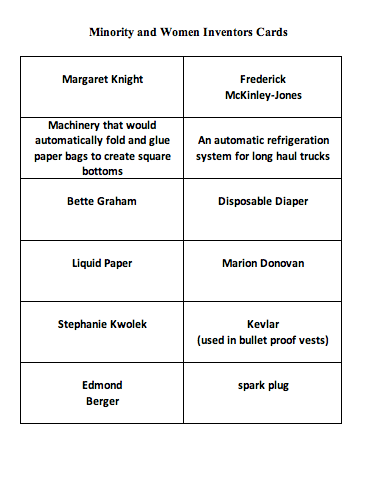 Minority and Women Inventors Cards
Margaret Knight
Frederick
McKinley-Jones
Machinery that would
automatically fold and glue
paper bags to create square
bottoms
An automatic refrigeration
system for long haul trucks
Bette Graham
Disposable Diaper
Liquid Paper
Marion Donovan
Stephanie Kwolek
Kevlar
(used in bullet proof vests)
Edmond
Berger
spark plug